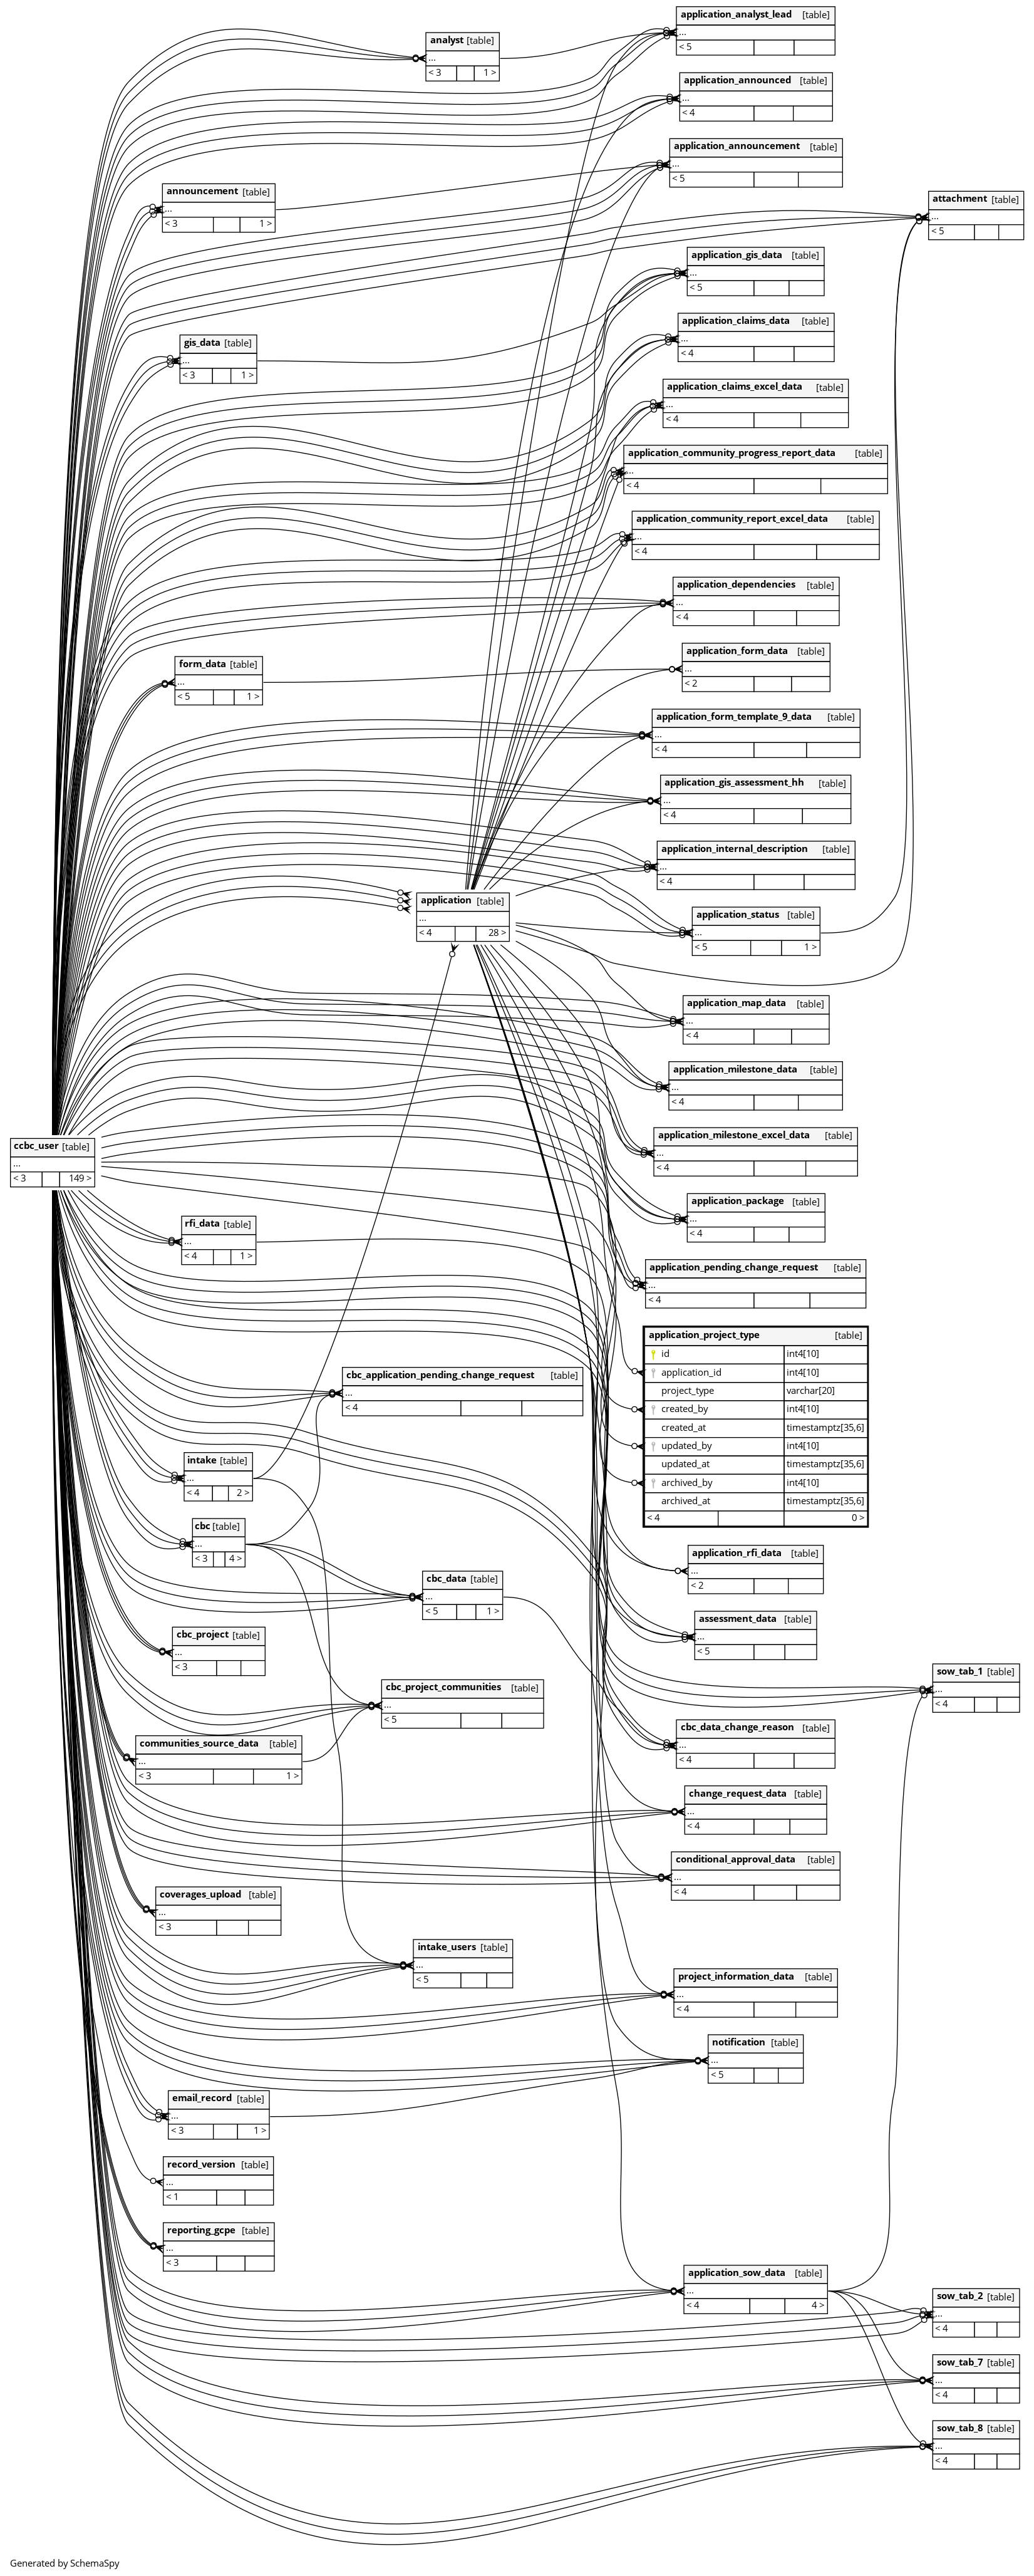 application_analyst_lead [table]
...
< 5
analyst [table]
...
< 3 1 >
application_announced [table]
...
< 4
application_announcement [table]
...
< 5
announcement [table]
...
< 3 1 >
attachment [table]
...
< 5
application_gis_data [table]
...
< 5
application_claims_data [table]
...
< 4
gis_data [table]
...
< 3 1 >
application_claims_excel_data [table]
...
< 4
application_community_progress_report_data [table]
...
< 4
application_community_report_excel_data [table]
...
< 4
application_dependencies [table]
...
< 4
application_form_data [table]
...
< 2
form_data [table]
...
< 5 1 >
application_form_template_9_data [table]
...
< 4
application_gis_assessment_hh [table]
...
< 4
application_internal_description [table]
...
< 4
application [table]
...
< 4 28 >
application_status [table]
...
< 5 1 >
application_map_data [table]
...
< 4
application_milestone_data [table]
...
< 4
application_milestone_excel_data [table]
...
< 4
ccbc_user [table]
...
< 3 149 >
application_package [table]
...
< 4
rfi_data [table]
...
< 4 1 >
application_pending_change_request [table]
...
< 4
application_project_type [table]
id int4[10]
application_id int4[10]
project_type varchar[20]
created_by int4[10]
created_at timestamptz[35,6]
updated_by int4[10]
updated_at timestamptz[35,6]
archived_by int4[10]
archived_at timestamptz[35,6]
< 4 0 >
cbc_application_pending_change_request [table]
...
< 4
intake [table]
...
< 4 2 >
cbc [table]
...
< 3 4 >
application_rfi_data [table]
...
< 2
cbc_data [table]
...
< 5 1 >
assessment_data [table]
...
< 5
cbc_project [table]
...
< 3
sow_tab_1 [table]
...
< 4
cbc_project_communities [table]
...
< 5
cbc_data_change_reason [table]
...
< 4
communities_source_data [table]
...
< 3 1 >
change_request_data [table]
...
< 4
conditional_approval_data [table]
...
< 4
coverages_upload [table]
...
< 3
intake_users [table]
...
< 5
project_information_data [table]
...
< 4
notification [table]
...
< 5
email_record [table]
...
< 3 1 >
record_version [table]
...
< 1
reporting_gcpe [table]
...
< 3
application_sow_data [table]
...
< 4 4 >
sow_tab_2 [table]
...
< 4
sow_tab_7 [table]
...
< 4
sow_tab_8 [table]
...
< 4
Generated by SchemaSpy